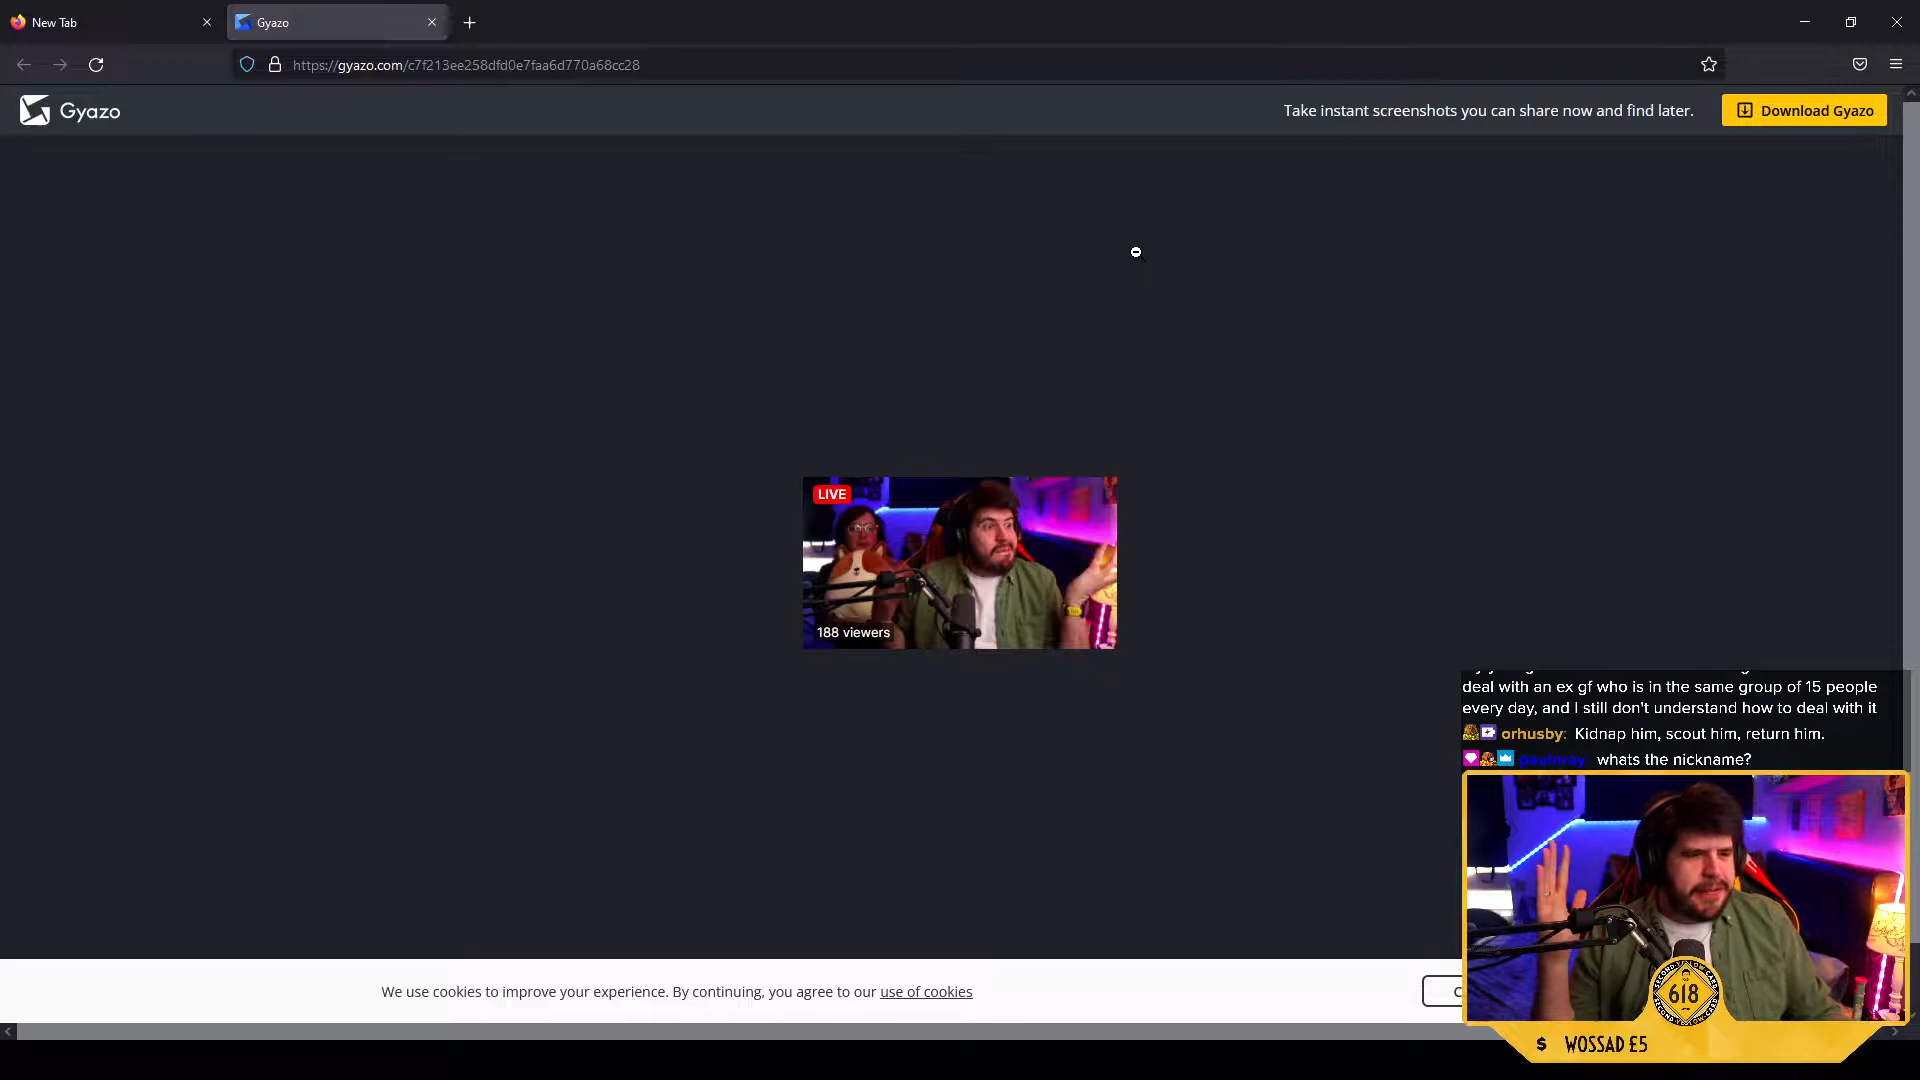 New Tab
Gyazo
https://gyazo.com/c7f213ee258dfd0e7faa6d770a68cc28
Gyazo
Take instant screenshots you can share now and find later.
Download Gyazo
LIVE
188 viewers
deal with an ex gf who is in the same group of 15 people
every day, and I still don't understand how to deal with it
orhusby: Kidnap him, scout him, return him.
paulnray: whats the nickname?
We use cookies to improve your experience. By continuing, you agree to our use of cookies
SECOND YELLOW CARD
618
$ WOSSAD £5